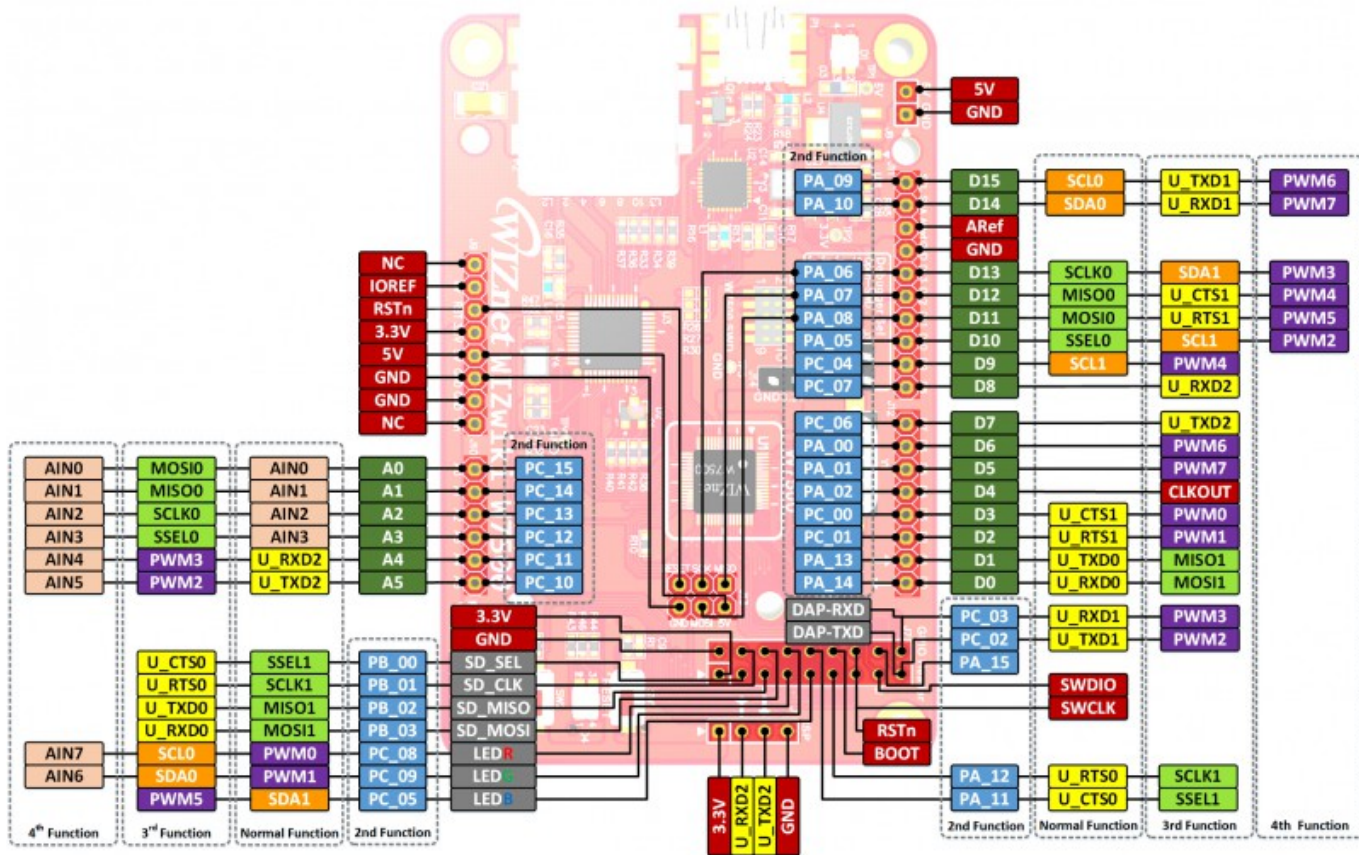 5V
GND
2nd Function
PA_09 D15 SCL0 U_TXD1 PWM6
PA_10 D14 SDA0 U_RXD1 PWM7
ARef
GND
PA_06 D13 SCLK0 SDA1 PWM3
PA_07 D12 MISO0 U_CTS1 PWM4
PA_08 D11 MOSI0 U_RTS1 PWM5
PA_05 D10 SSEL0 SCL1 PWM2
PC_04 D9 SCL1 PWM4
PC_07 D8 U_RXD2
PC_06 D7 U_TXD2
PA_00 D6 PWM6
PA_01 D5 PWM7
PA_02 D4 CLKOUT
PC_00 D3 U_CTS1 PWM0
PC_01 D2 U_RTS1 PWM1
PA_13 D1 U_TXD0 MISO1
PA_14 D0 U_RXD0 MOSI1
DAP-RXD
DAP-TXD
PC_03 U_RXD1 PWM3
PC_02 U_TXD1 PWM2
PA_15
SWDIO
SWCLK
RSTn
BOOT
PA_12 U_RTS0 SCLK1
PA_11 U_CTS0 SSEL1
2nd Function Normal Function 3rd Function 4th Function
NC
IOREF
RSTn
3.3V
5V
GND
GND
NC
2nd Function
AIN0 MOSI0 AIN0 A0 PC_15
AIN1 MISO0 AIN1 A1 PC_14
AIN2 SCLK0 AIN2 A2 PC_13
AIN3 SSEL0 AIN3 A3 PC_12
AIN4 PWM3 U_RXD2 A4 PC_11
AIN5 PWM2 U_TXD2 A5 PC_10
3.3V
GND
U_CTS0 SSEL1 PB_00 SD_SEL
U_RTS0 SCLK1 PB_01 SD_CLK
U_TXD0 MISO1 PB_02 SD_MISO
U_RXD0 MOSI1 PB_03 SD_MOSI
AIN7 SCL0 PWM0 PC_08 LEDR
AIN6 SDA0 PWM1 PC_09 LEDG
PWM5 SDA1 PC_05 LEDB
4th Function 3rd Function Normal Function 2nd Function
3.3V
U_RXD2
U_TXD2
GND
WIZnet
GND MOSI 5V